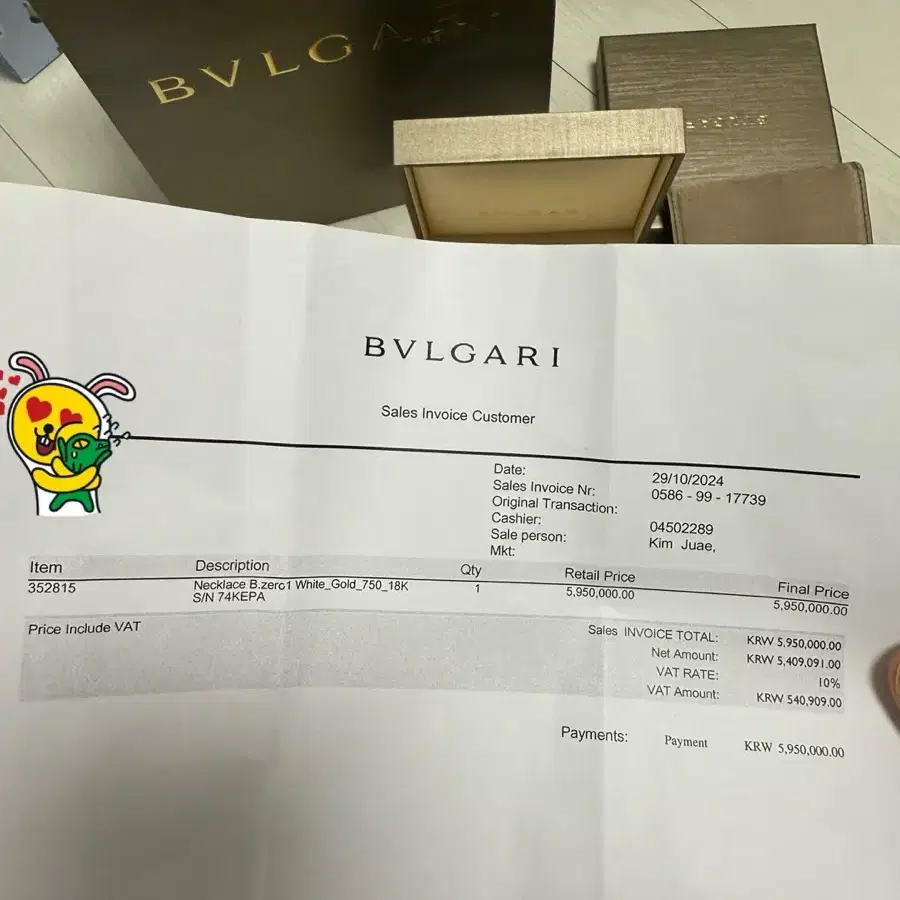 BVLGA
BVLGARI
Sales Invoice Customer
Date: 29/10/2024
Sales Invoice Nr: 0586 - 99 - 17739
Original Transaction:
Cashier: 04502289
Sale person: Kim Juae,
Mkt:
Item Description Qty Retail Price Final Price
352815 Necklace B.zero1 White_Gold_750_18K 1 5,950,000.00 5,950,000.00
S/N 74KEPA
Price Include VAT
Sales INVOICE TOTAL: KRW 5,950,000.00
Net Amount: KRW 5,409,091.00
VAT RATE: 10%
VAT Amount: KRW 540,909.00
Payments: Payment KRW 5,950,000.00